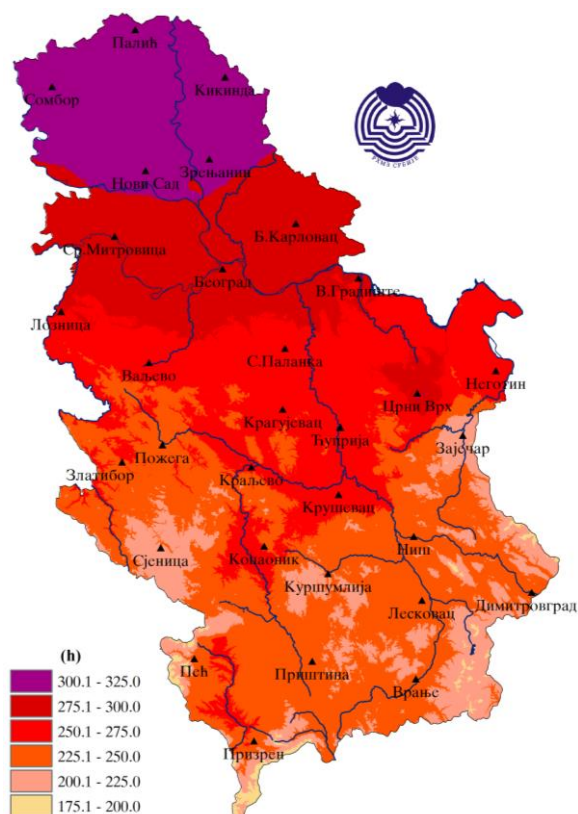 Палић
Кикинда
Сомбор
Зрењанин
Нови Сад
РХМЗ СРБИЈЕ
Б.Карловац
Ср.Митровица
Београд
В.Градиште
Лозница
С.Паланка
Ваљево
Неготин
Црни Врх
Крагујевац
Ћуприја
Зајечар
Пожега
Златибор
Краљево
Крушевац
Ниш
Сјеница
Копаоник
Куршумлија
Димитровград
Лесковац
(h)
Пећ
Приштина
300.1 - 325.0
Врање
275.1 - 300.0
250.1 - 275.0
225.1 - 250.0
Призрен
200.1 - 225.0
175.1 - 200.0